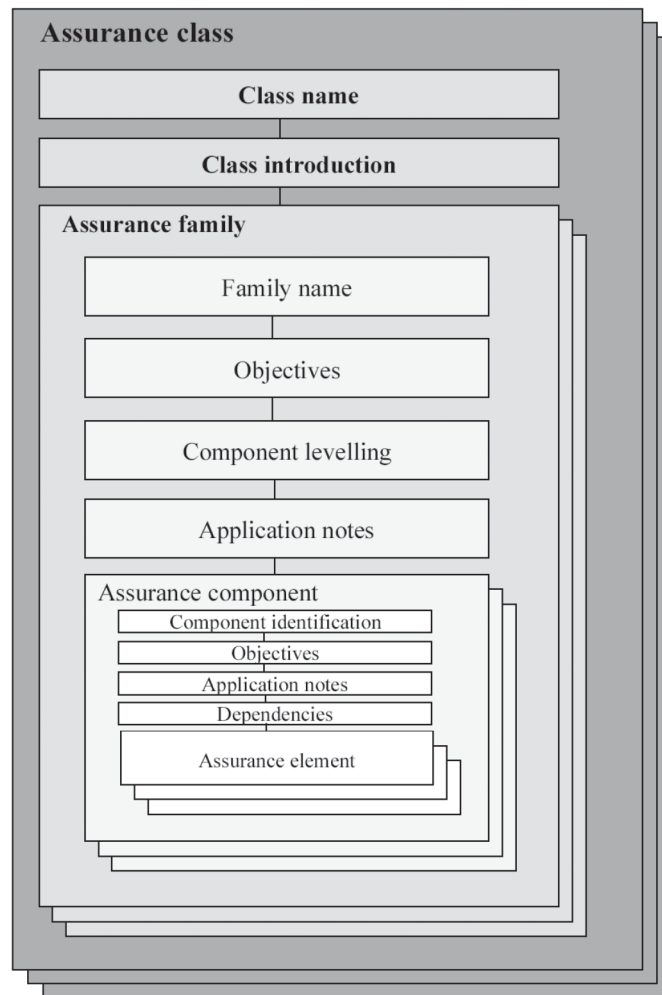 Assurance class
Class name
Class introduction
Assurance family
Family name
Objectives
Component levelling
Application notes
Assurance component
Component identification
Objectives
Application notes
Dependencies
Assurance element